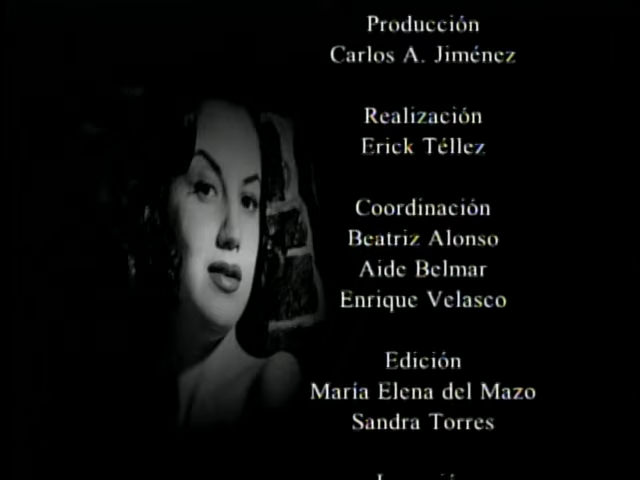 Producción
Carlos A. Jiménez
Realización
Erick Téllez
Coordinación
Beatriz Alonso
Aide Belmar
Enrique Velasco
Edición
María Elena del Mazo
Sandra Torres